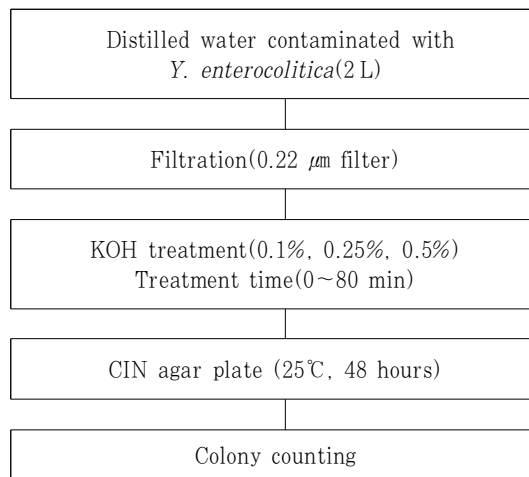 Distilled water contaminated with
Y. enterocolitica(2 L)
Filtration(0.22 ㎛ filter)
KOH treatment(0.1%, 0.25%, 0.5%)
Treatment time(0~80 min)
CIN agar plate (25℃, 48 hours)
Colony counting